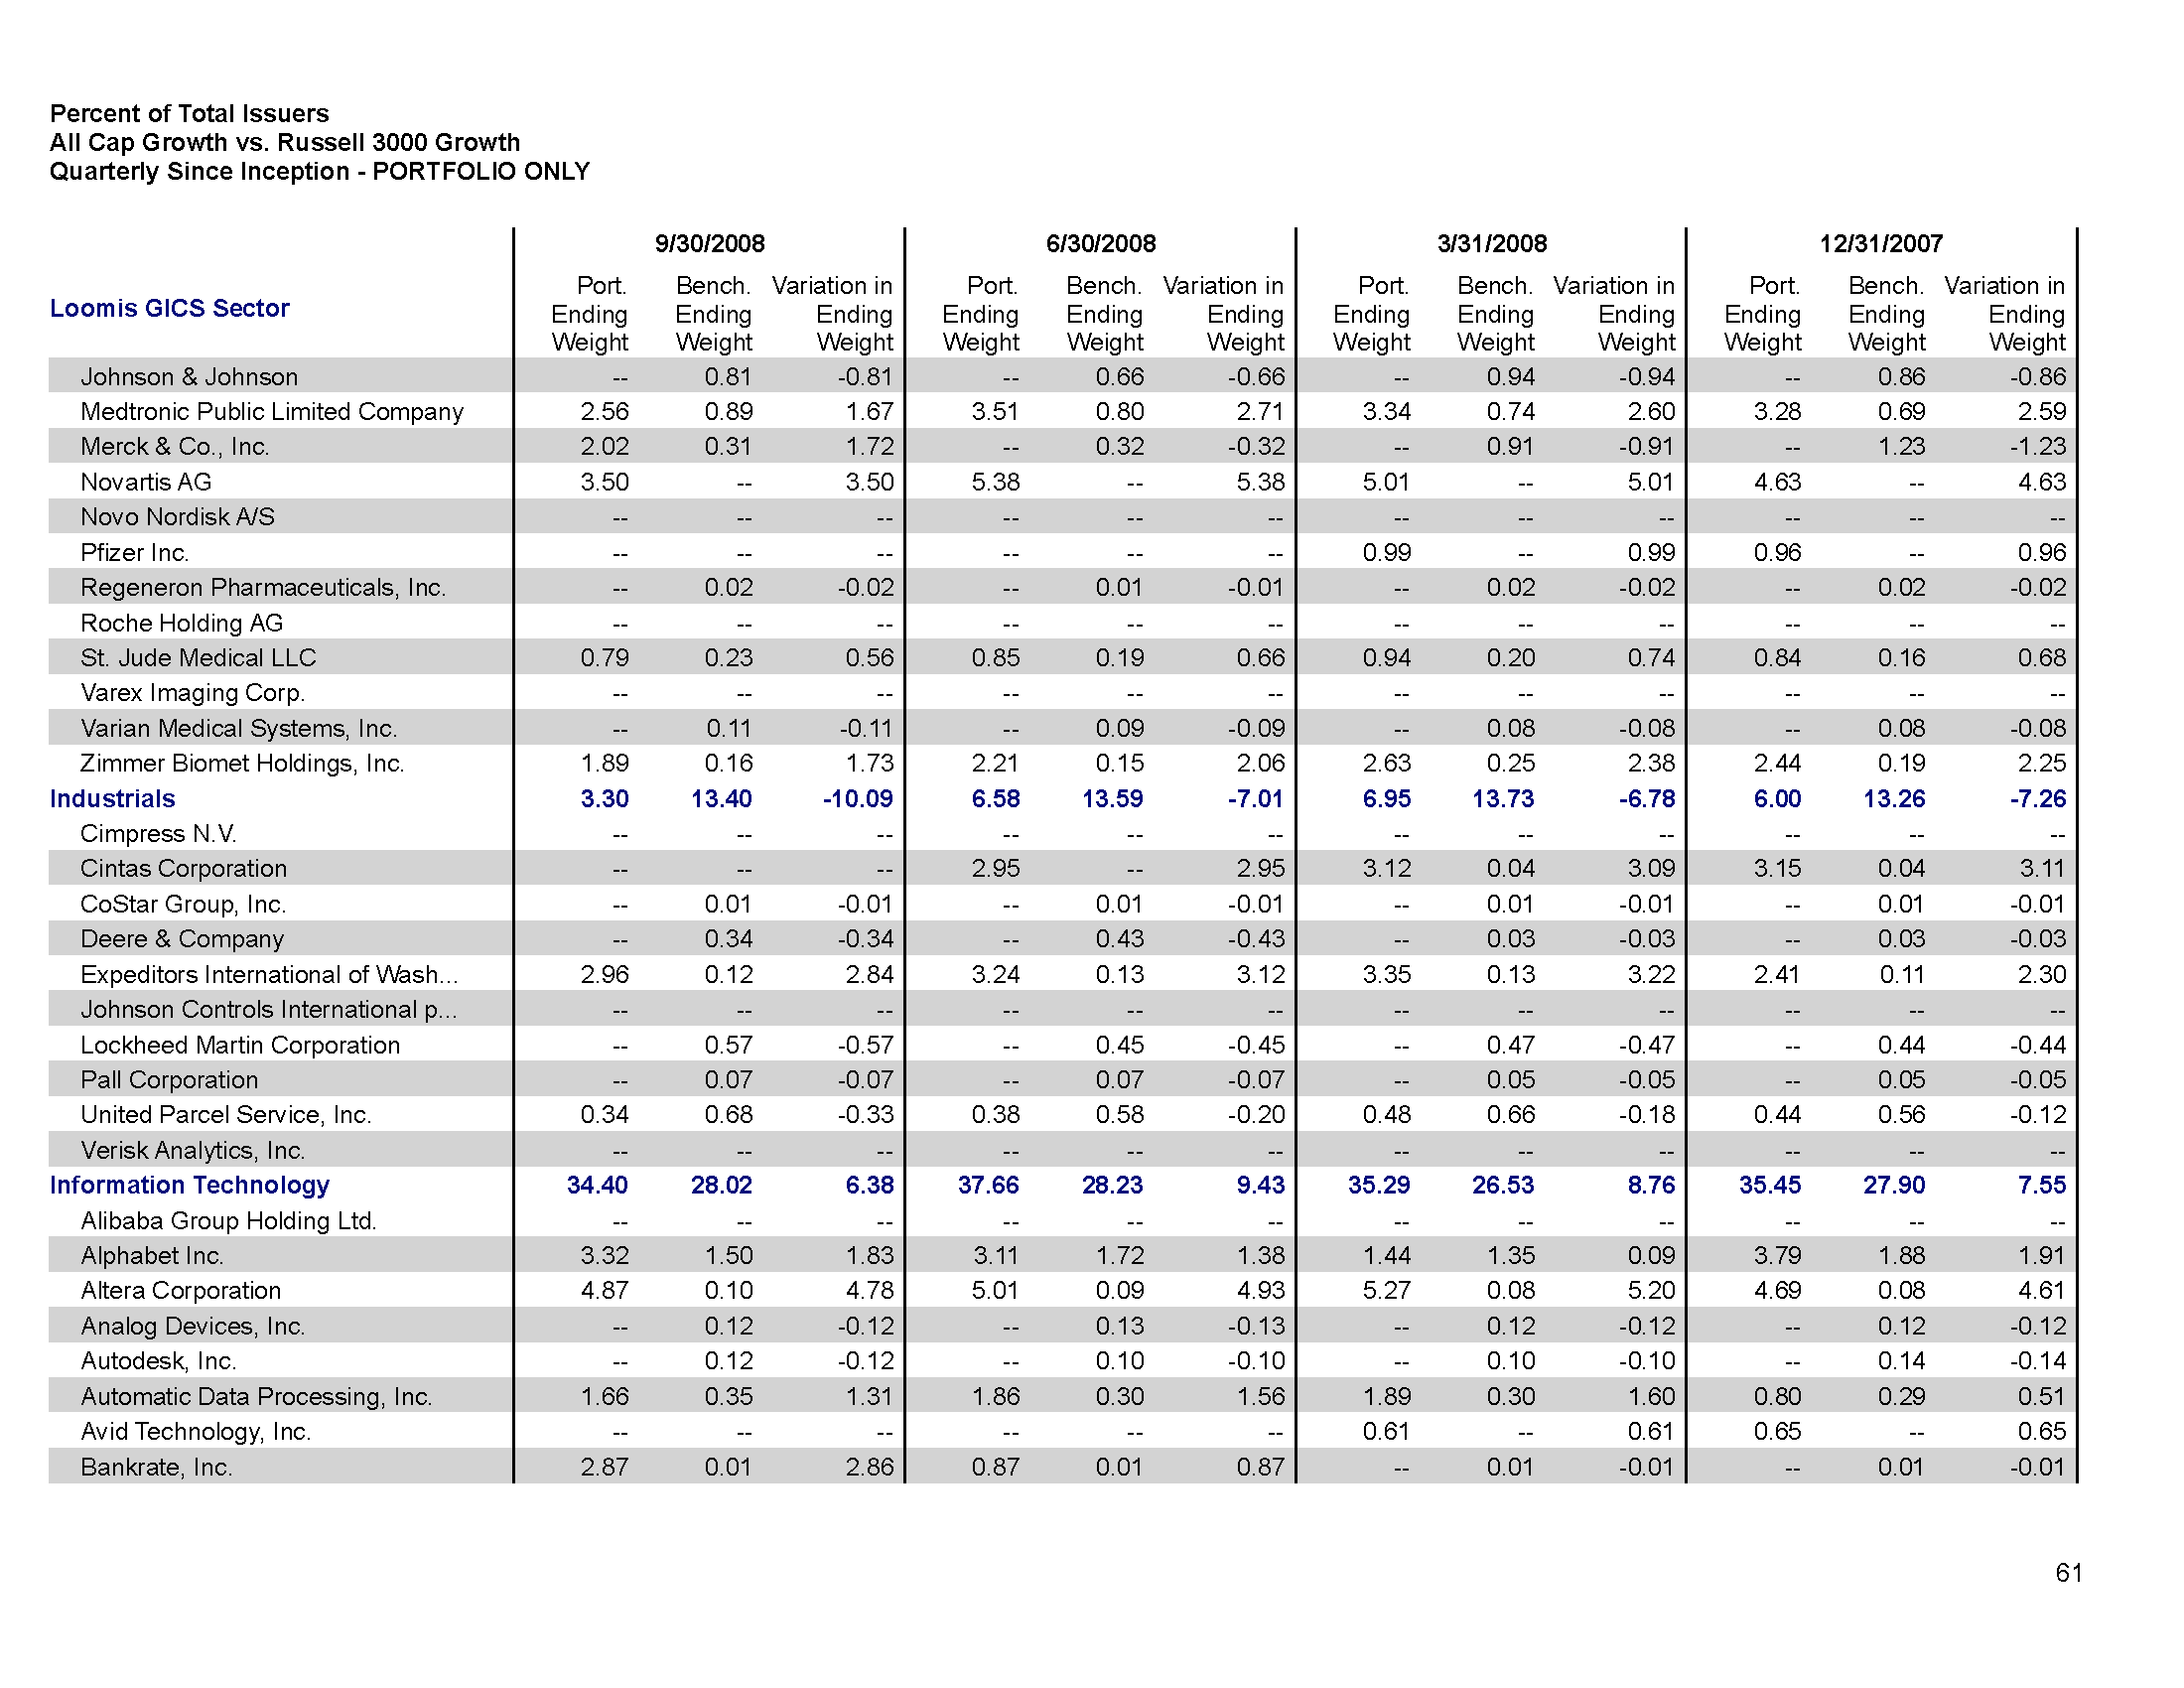 Percent of Total Issuers
All Cap Growth vs. Russell 3000 Growth
Quarterly Since Inception - PORTFOLIO ONLY
9/30/2008 6/30/2008 3/31/2008 12/31/2007
Loomis GICS Sector
Port. Bench. Variation in Port. Bench. Variation in Port. Bench. Variation in Port. Bench. Variation in
Ending Ending Ending Ending Ending Ending Ending Ending Ending Ending Ending Ending
Weight Weight Weight Weight Weight Weight Weight Weight Weight Weight Weight Weight
Johnson & Johnson -- 0.81 -0.81 -- 0.66 -0.66 -- 0.94 -0.94 -- 0.86 -0.86
Medtronic Public Limited Company 2.56 0.89 1.67 3.51 0.80 2.71 3.34 0.74 2.60 3.28 0.69 2.59
Merck & Co., Inc. 2.02 0.31 1.72 -- 0.32 -0.32 -- 0.91 -0.91 -- 1.23 -1.23
Novartis AG 3.50 -- 3.50 5.38 -- 5.38 5.01 -- 5.01 4.63 -- 4.63
Novo Nordisk A/S -- -- -- -- -- -- -- -- -- -- -- --
Pfizer Inc. -- -- -- -- -- -- 0.99 -- 0.99 0.96 -- 0.96
Regeneron Pharmaceuticals, Inc. -- 0.02 -0.02 -- 0.01 -0.01 -- 0.02 -0.02 -- 0.02 -0.02
Roche Holding AG -- -- -- -- -- -- -- -- -- -- -- --
St. Jude Medical LLC 0.79 0.23 0.56 0.85 0.19 0.66 0.94 0.20 0.74 0.84 0.16 0.68
Varex Imaging Corp. -- -- -- -- -- -- -- -- -- -- -- --
Varian Medical Systems, Inc. -- 0.11 -0.11 -- 0.09 -0.09 -- 0.08 -0.08 -- 0.08 -0.08
Zimmer Biomet Holdings, Inc. 1.89 0.16 1.73 2.21 0.15 2.06 2.63 0.25 2.38 2.44 0.19 2.25
Industrials 3.30 13.40 -10.09 6.58 13.59 -7.01 6.95 13.73 -6.78 6.00 13.26 -7.26
Cimpress N.V. -- -- -- -- -- -- -- -- -- -- -- --
Cintas Corporation -- -- -- 2.95 -- 2.95 3.12 0.04 3.09 3.15 0.04 3.11
CoStar Group, Inc. -- 0.01 -0.01 -- 0.01 -0.01 -- 0.01 -0.01 -- 0.01 -0.01
Deere & Company -- 0.34 -0.34 -- 0.43 -0.43 -- 0.03 -0.03 -- 0.03 -0.03
Expeditors International of Wash... 2.96 0.12 2.84 3.24 0.13 3.12 3.35 0.13 3.22 2.41 0.11 2.30
Johnson Controls International p... -- -- -- -- -- -- -- -- -- -- -- --
Lockheed Martin Corporation -- 0.57 -0.57 -- 0.45 -0.45 -- 0.47 -0.47 -- 0.44 -0.44
Pall Corporation -- 0.07 -0.07 -- 0.07 -0.07 -- 0.05 -0.05 -- 0.05 -0.05
United Parcel Service, Inc. 0.34 0.68 -0.33 0.38 0.58 -0.20 0.48 0.66 -0.18 0.44 0.56 -0.12
Verisk Analytics, Inc. -- -- -- -- -- -- -- -- -- -- -- --
Information Technology 34.40 28.02 6.38 37.66 28.23 9.43 35.29 26.53 8.76 35.45 27.90 7.55
Alibaba Group Holding Ltd. -- -- -- -- -- -- -- -- -- -- -- --
Alphabet Inc. 3.32 1.50 1.83 3.11 1.72 1.38 1.44 1.35 0.09 3.79 1.88 1.91
Altera Corporation 4.87 0.10 4.78 5.01 0.09 4.93 5.27 0.08 5.20 4.69 0.08 4.61
Analog Devices, Inc. -- 0.12 -0.12 -- 0.13 -0.13 -- 0.12 -0.12 -- 0.12 -0.12
Autodesk, Inc. -- 0.12 -0.12 -- 0.10 -0.10 -- 0.10 -0.10 -- 0.14 -0.14
Automatic Data Processing, Inc. 1.66 0.35 1.31 1.86 0.30 1.56 1.89 0.30 1.60 0.80 0.29 0.51
Avid Technology, Inc. -- -- -- -- -- -- 0.61 -- 0.61 0.65 -- 0.65
Bankrate, Inc. 2.87 0.01 2.86 0.87 0.01 0.87 -- 0.01 -0.01 -- 0.01 -0.01
61